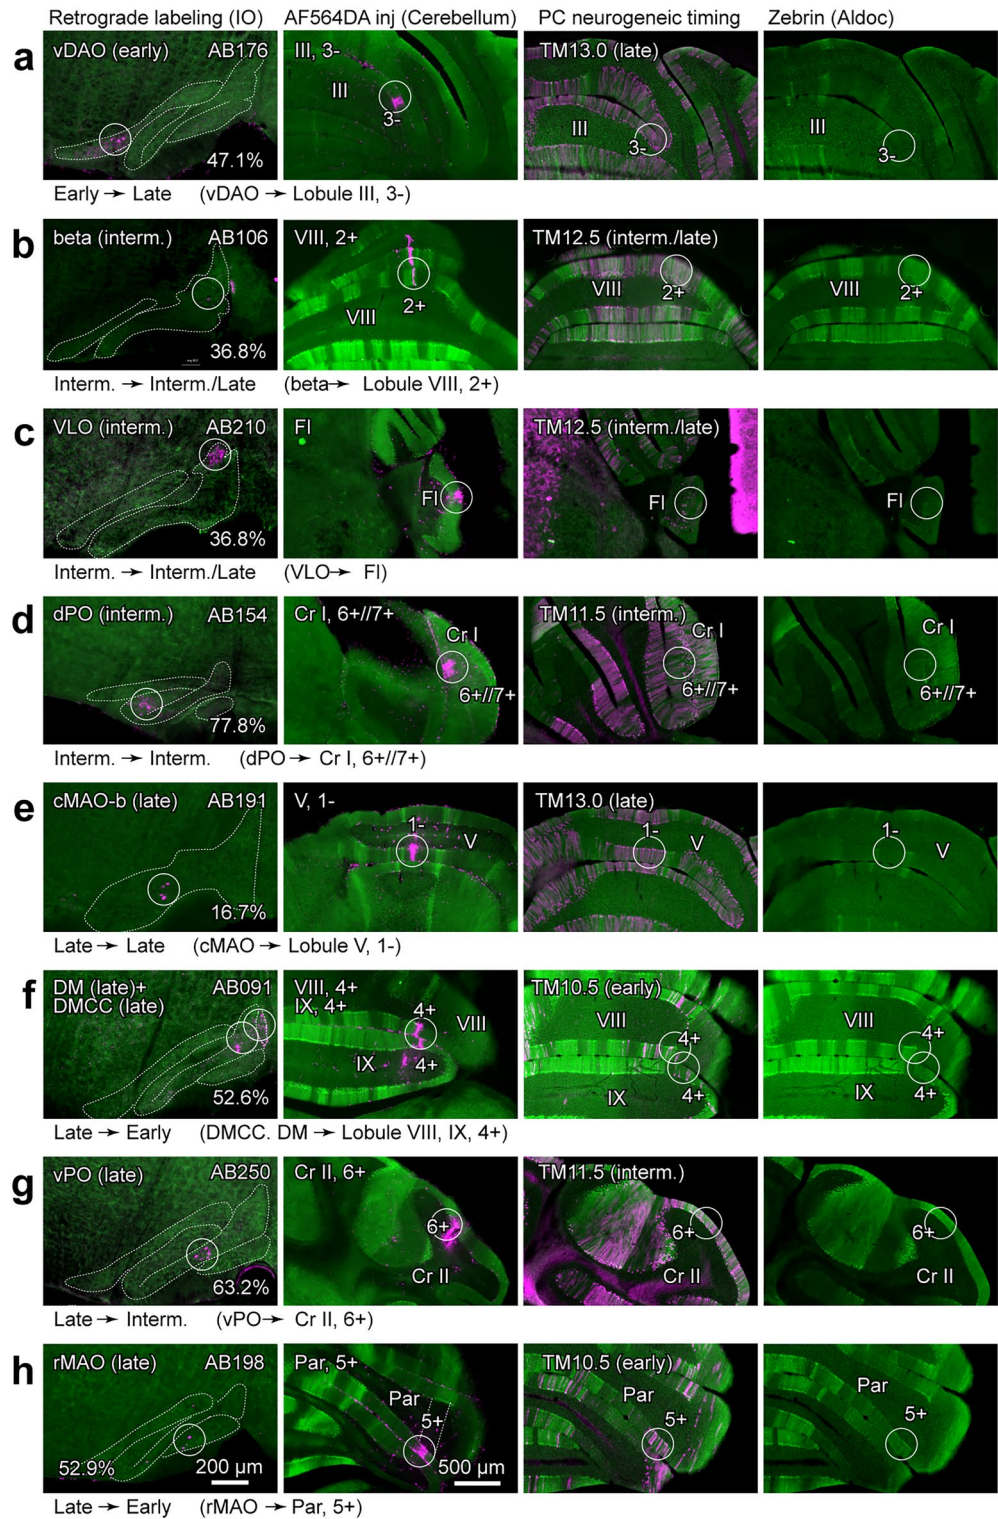 Retrograde labeling (IO) AF564DA inj (Cerebellum) PC neurogeneic timing Zebrin (Aldoc)
a vDAO (early) AB176 III, 3- TM13.0 (late)
III III III
3- 3- 3-
47.1%
Early → Late (vDAO → Lobule III, 3-)
b beta (interm.) AB106 VIII, 2+ TM12.5 (interm./late)
2+ VIII 2+ VIII 2+
VIII
36.8%
Interm. → Interm./Late (beta→ Lobule VIII, 2+)
c VLO (interm.) AB210 Fl TM12.5 (interm./late)
Fl Fl Fl
36.8%
Interm. → Interm./Late (VLO→ Fl)
d dPO (interm.) AB154 Cr I, 6+//7+ TM11.5 (interm.)
Cr I Cr I Cr I
6+//7+ 6+//7+ 6+//7+
77.8%
Interm. → Interm. (dPO → Cr I, 6+//7+)
e cMAO-b (late) AB191 V, 1- TM13.0 (late)
1- V 1- V 1- V
16.7%
Late → Late (cMAO → Lobule V, 1-)
f DM (late)+ AB091 VIII, 4+ TM10.5 (early)
DMCC (late) IX, 4+
4+ VIII VIII 4+ VIII 4+
IX 4+ IX 4+ IX 4+
52.6%
Late → Early (DMCC. DM → Lobule VIII, IX, 4+)
g vPO (late) AB250 Cr II, 6+ TM11.5 (interm.)
6+ 6+ 6+
Cr II Cr II Cr II
63.2%
Late → Interm. (vPO→ Cr II, 6+)
h rMAO (late) AB198 Par, 5+ TM10.5 (early)
Par Par Par
5+ 5+ 5+
52.9% 200 µm 500 µm
Late → Early (rMAO → Par, 5+)